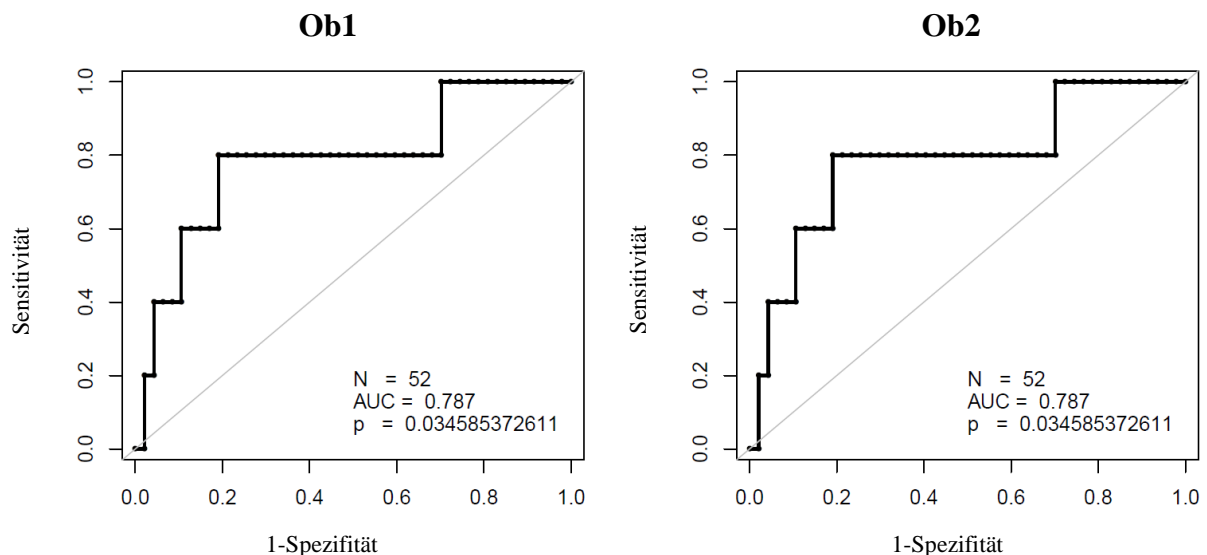 Ob1
Sensitivität
1.0
0.8
0.6
0.4
0.2
0.0
N = 52
AUC = 0.787
p = 0.034585372611
0.0 0.2 0.4 0.6 0.8 1.0
1-Spezifität
Ob2
Sensitivität
1.0
0.8
0.6
0.4
0.2
0.0
N = 52
AUC = 0.787
p = 0.034585372611
0.0 0.2 0.4 0.6 0.8 1.0
1-Spezifität